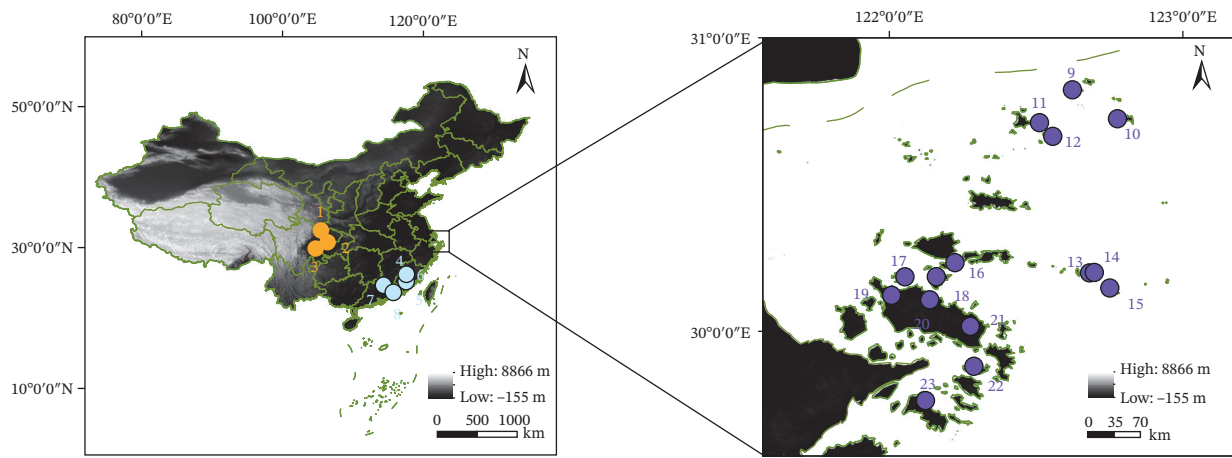 80°0′0″E 100°0′0″E 120°0′0″E
50°0′0″N
30°0′0″N
10°0′0″N
N
1
2
3
4
6
5
7
8
High: 8866 m
Low: –155 m
0 500 1000
km
122°0′0″E 123°0′0″E
31°0′0″E
30°0′0″E
N
9
10
11
12
13
14
15
16
17
18
19
20
21
22
23
High: 8866 m
Low: –155 m
0 35 70
km